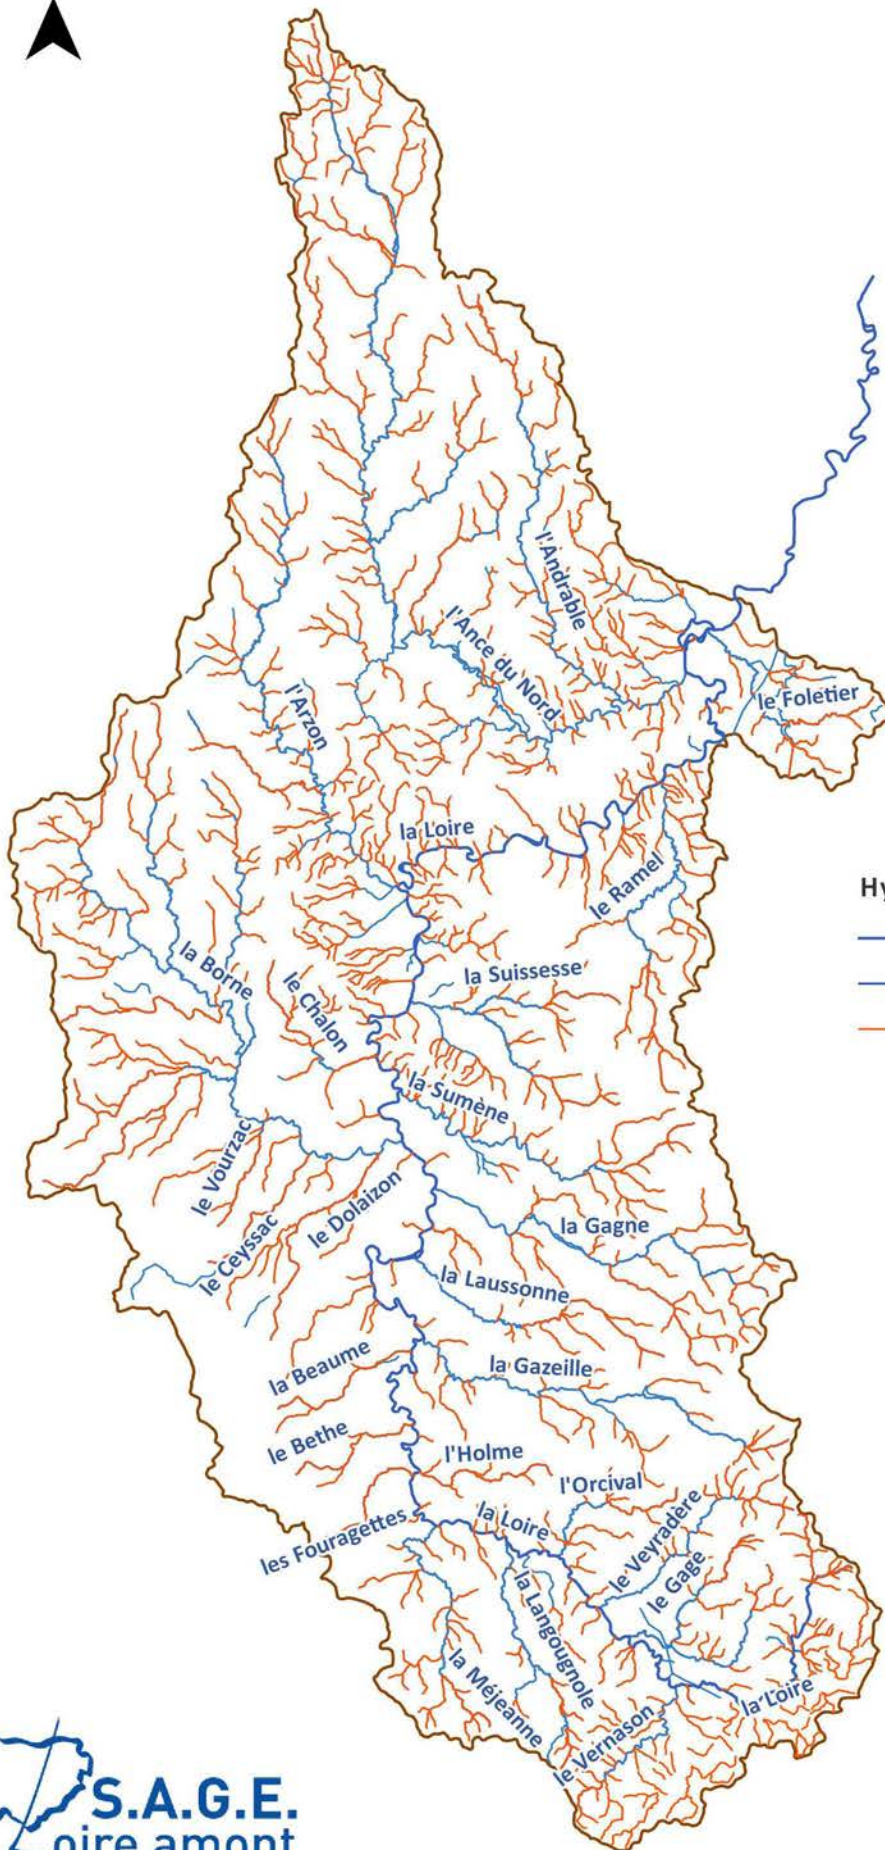 l'Andrable
l'Ance du Nord
le Foletier
l'Arzon
la Loire
le Ramel
Hy
la Borne
le Chalon
la Suissesse
la Sumène
le Vourzac
le Ceyssac
le Dolaizon
la Gagne
la Laussonne
la Beaume
la Gazeille
le Bethe
l'Holme
l'Orcival
les Fouragettes
la Loire
le Veyradère
le Gage
la Langougnole
la Méjeanne
le Vernason
la Loire
S.A.G.E.
oire amont